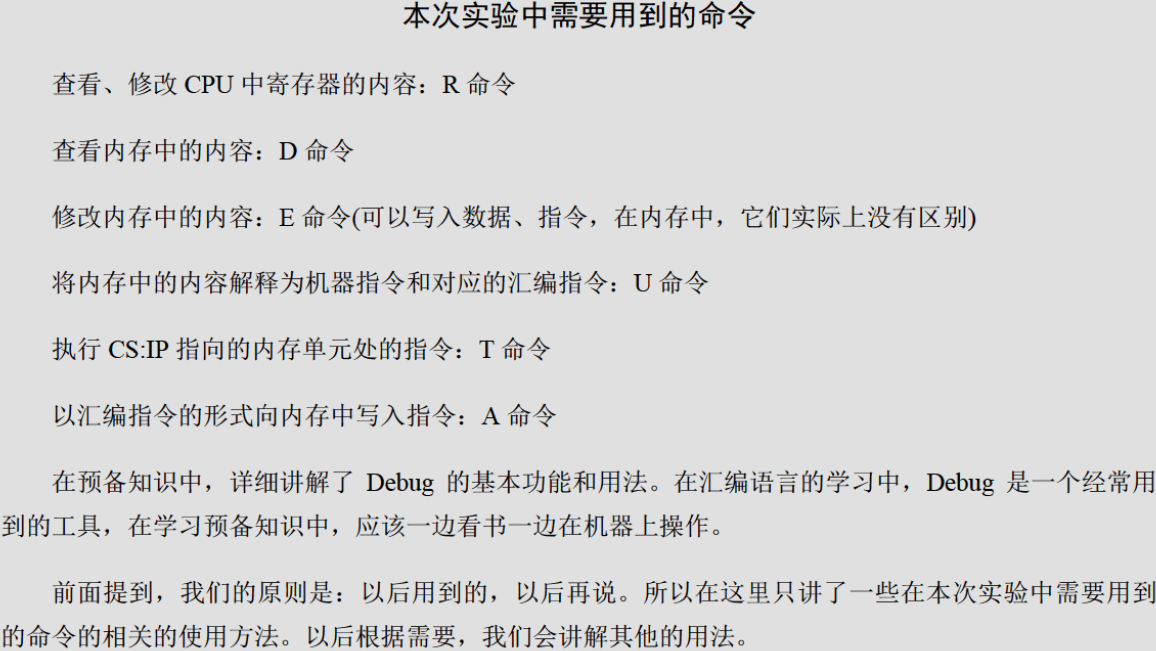 本次实验中需要用到的命令
查看、修改 CPU 中寄存器的内容：R 命令
查看内存中的内容：D 命令
修改内存中的内容：E 命令(可以写入数据、指令，在内存中，它们实际上没有区别)
将内存中的内容解释为机器指令和对应的汇编指令：U 命令
执行 CS:IP 指向的内存单元处的指令：T 命令
以汇编指令的形式向内存中写入指令：A 命令
在预备知识中，详细讲解了 Debug 的基本功能和用法。在汇编语言的学习中，Debug 是一个经常用
到的工具，在学习预备知识中，应该一边看书一边在机器上操作。
前面提到，我们的原则是：以后用到的，以后再说。所以在这里只讲了一些在本次实验中需要用到
的命令的相关的使用方法。以后根据需要，我们会讲解其他的用法。